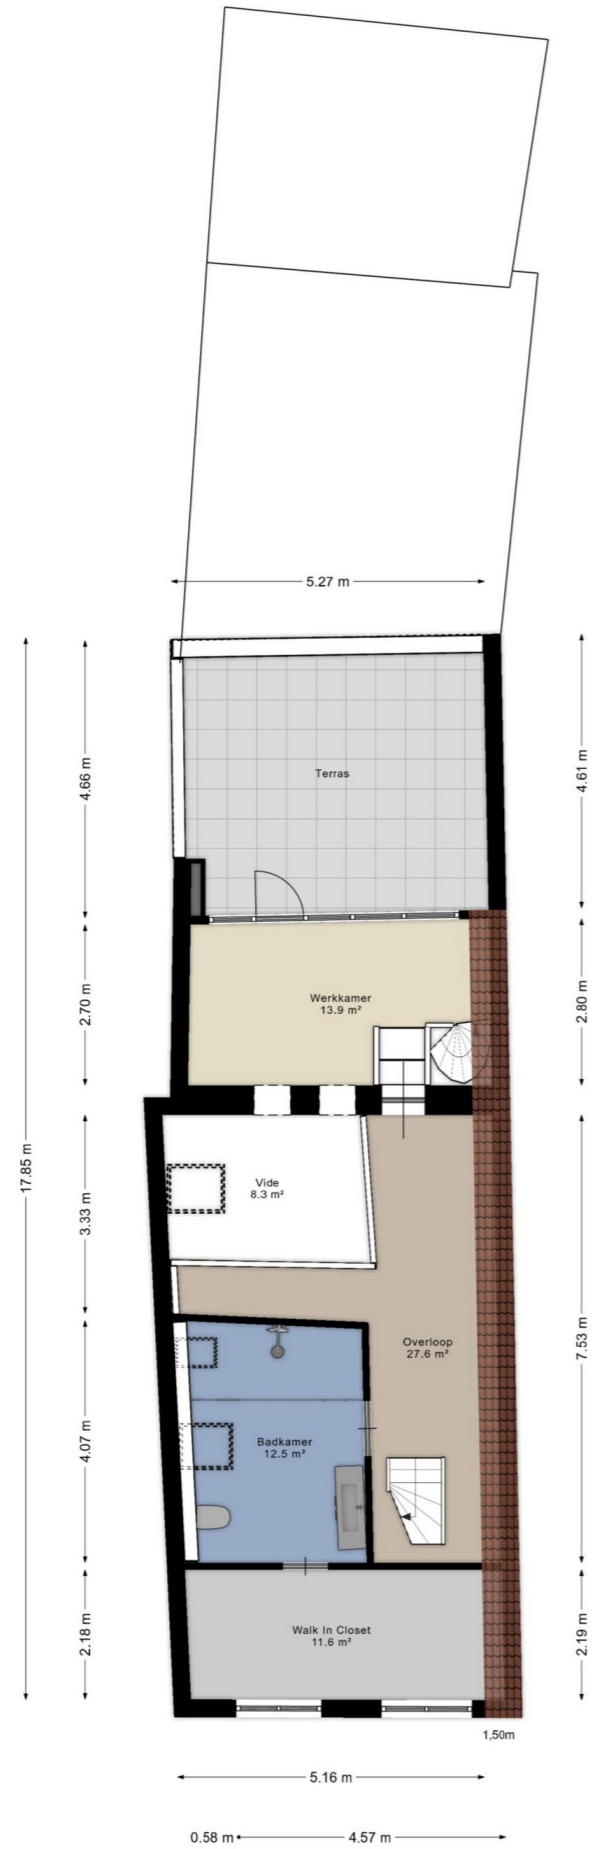 5.27 m
4.66 m
4.61 m
Terras
Werkkamer
13.9 m²
2.70 m
2.80 m
17.85 m
Vide
8.3 m²
3.33 m
Overloop
27.6 m²
7.53 m
Badkamer
12.5 m²
4.07 m
Walk In Closet
11.6 m²
2.18 m
2.19 m
1,50m
5.16 m
0.58 m
4.57 m